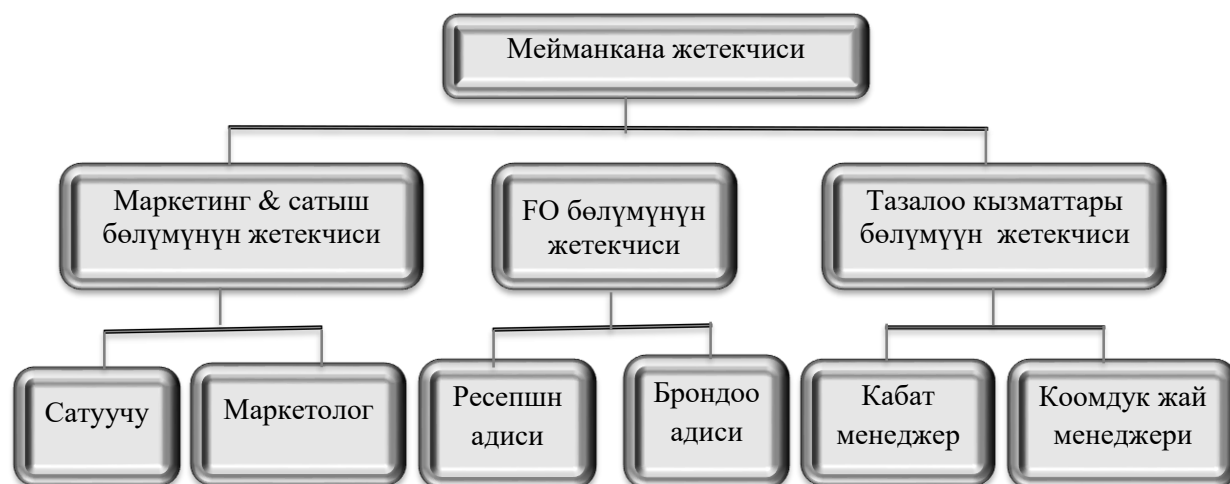 Мейманкана жетекчиси
Маркетинг & сатыш
бөлүмүнүн жетекчиси
FO бөлүмүнүн
жетекчиси
Тазалоо кызматтары
бөлүмүүн жетекчиси
Сатуучу
Маркетолог
Ресепшн
адиси
Брондоо
адиси
Кабат
менеджер
Коомдук жай
менеджери